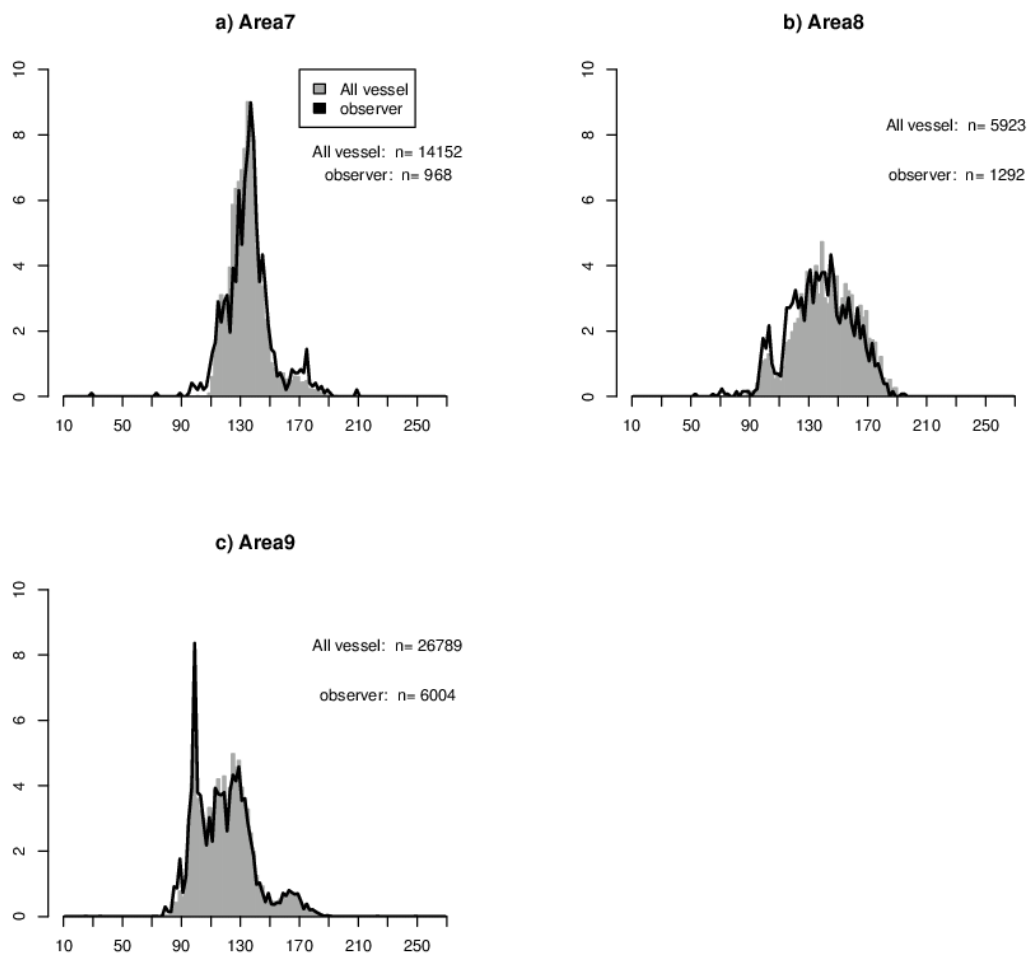 a) Area7
10
8
6
4
2
0
All vessel
observer
All vessel: n= 14152
observer: n= 968
10 50 90 130 170 210 250
b) Area8
10
8
6
4
2
0
All vessel: n= 5923
observer: n= 1292
10 50 90 130 170 210 250
c) Area9
10
8
6
4
2
0
All vessel: n= 26789
observer: n= 6004
10 50 90 130 170 210 250